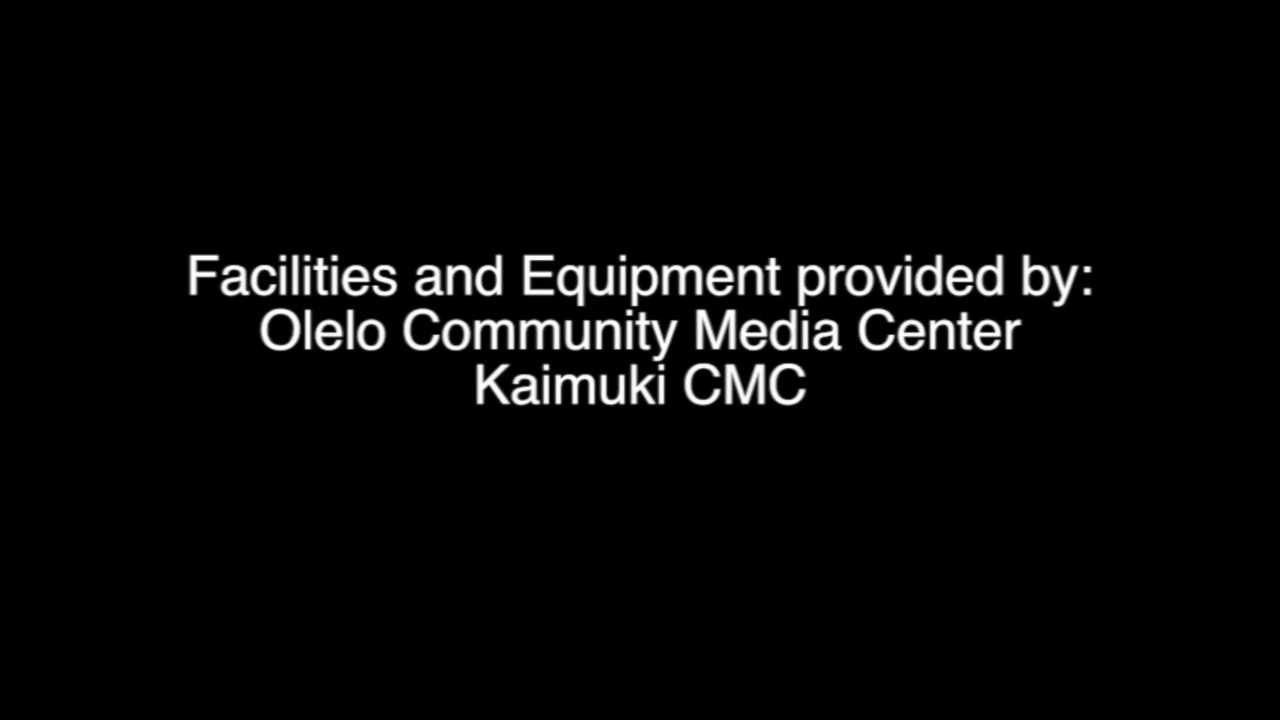 Facilities and Equipment provided by:
Olelo Community Media Center
Kaimuki CMC